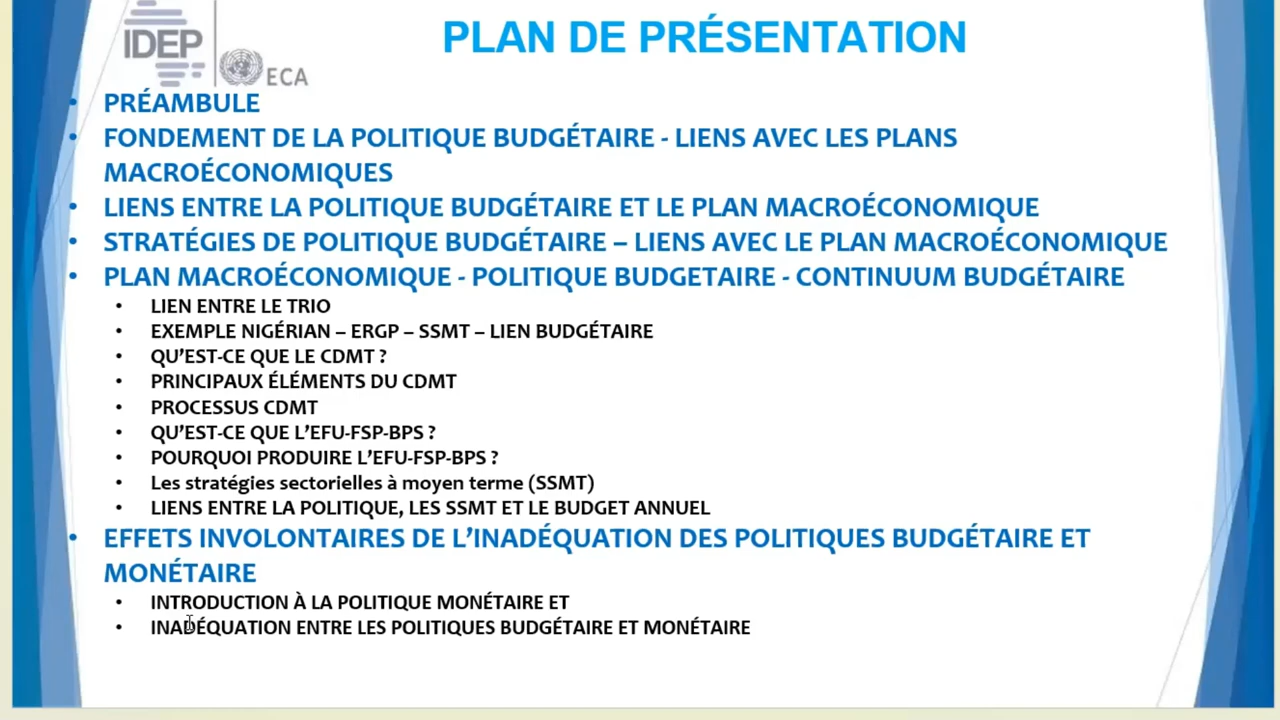 IDEP
ECA
PLAN DE PRÉSENTATION
• PRÉAMBULE
• FONDEMENT DE LA POLITIQUE BUDGÉTAIRE - LIENS AVEC LES PLANS
MACROÉCONOMIQUES
• LIENS ENTRE LA POLITIQUE BUDGÉTAIRE ET LE PLAN MACROÉCONOMIQUE
• STRATÉGIES DE POLITIQUE BUDGÉTAIRE – LIENS AVEC LE PLAN MACROÉCONOMIQUE
• PLAN MACROÉCONOMIQUE - POLITIQUE BUDGETAIRE - CONTINUUM BUDGÉTAIRE
• LIEN ENTRE LE TRIO
• EXEMPLE NIGÉRIAN – ERGP – SSMT – LIEN BUDGÉTAIRE
• QU'EST-CE QUE LE CDMT ?
• PRINCIPAUX ÉLÉMENTS DU CDMT
• PROCESSUS CDMT
• QU'EST-CE QUE L'EFU-FSP-BPS ?
• POURQUOI PRODUIRE L'EFU-FSP-BPS ?
• Les stratégies sectorielles à moyen terme (SSMT)
• LIENS ENTRE LA POLITIQUE, LES SSMT ET LE BUDGET ANNUEL
• EFFETS INVOLONTAIRES DE L'INADÉQUATION DES POLITIQUES BUDGÉTAIRE ET
MONÉTAIRE
• INTRODUCTION À LA POLITIQUE MONÉTAIRE ET
• INADÉQUATION ENTRE LES POLITIQUES BUDGÉTAIRE ET MONÉTAIRE